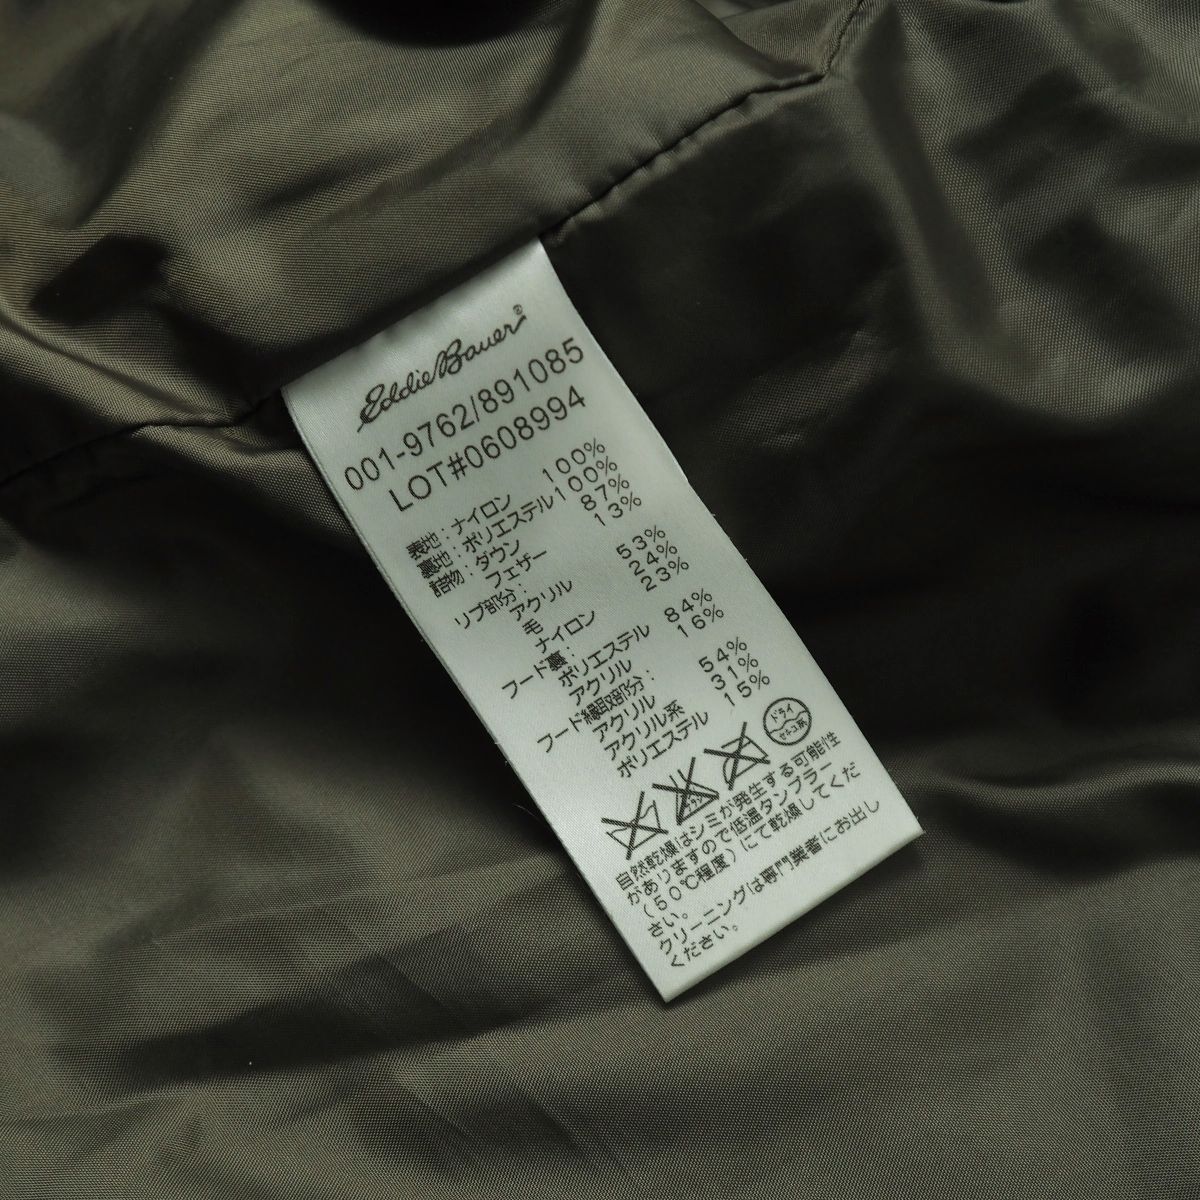 Eddie Bauer®
001-9762/891085
LOT#0608994
表地:ナイロン 100%
裏地:ポリエステル100%
詰物:ダウン 87%
フェザー 13%
リブ部分:
アクリル 53%
毛 24%
ナイロン 23%
フード裏:
ポリエステル 84%
アクリル 16%
フード縁取部分:
アクリル 54%
アクリル系 31%
ポリエステル 15%
ドライ
セキユ系
自然乾燥はシミが発生する可能性
がありますので低温タンブラー
(50℃程度)にて乾燥してくだ
さい。
クリーニングは専門業者にお出し
ください。